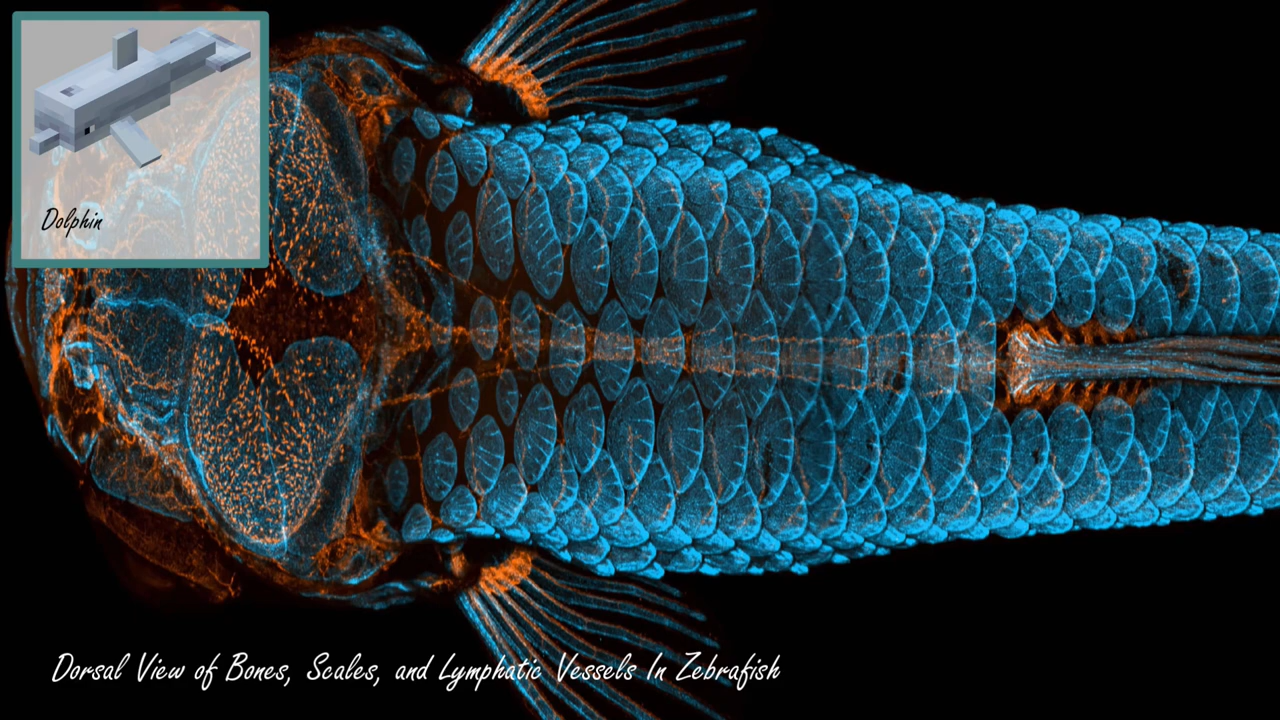 Dolphin
Dorsal View of Bones, Scales, and Lymphatic Vessels In Zebrafish